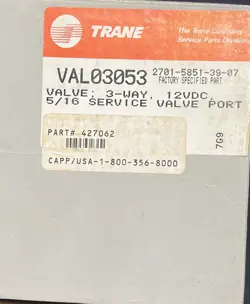 TRANE
The Trane Company
Service Parts Division
VAL03053
2701-5851-39-07
FACTORY SPECIFIED PART
VALVE; 3-WAY, 12VDC
5/16 SERVICE VALVE PORT
PART# 427062
CAPP/USA-1-800-356-8000
7G9